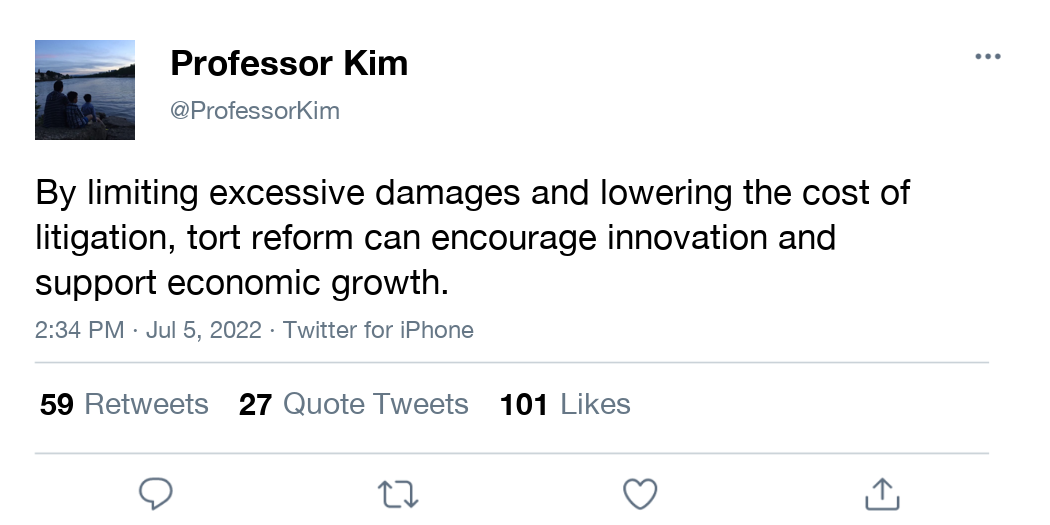 Professor Kim
@ProfessorKim
By limiting excessive damages and lowering the cost of
litigation, tort reform can encourage innovation and
support economic growth.
2:34 PM · Jul 5, 2022 · Twitter for iPhone
59 Retweets 27 Quote Tweets 101 Likes